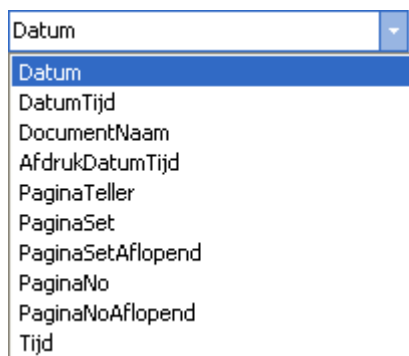 Datum
Datum
DatumTijd
DocumentNaam
AfdrukDatumTijd
PaginaTeller
PaginaSet
PaginaSetAflopend
PaginaNo
PaginaNoAflopend
Tijd